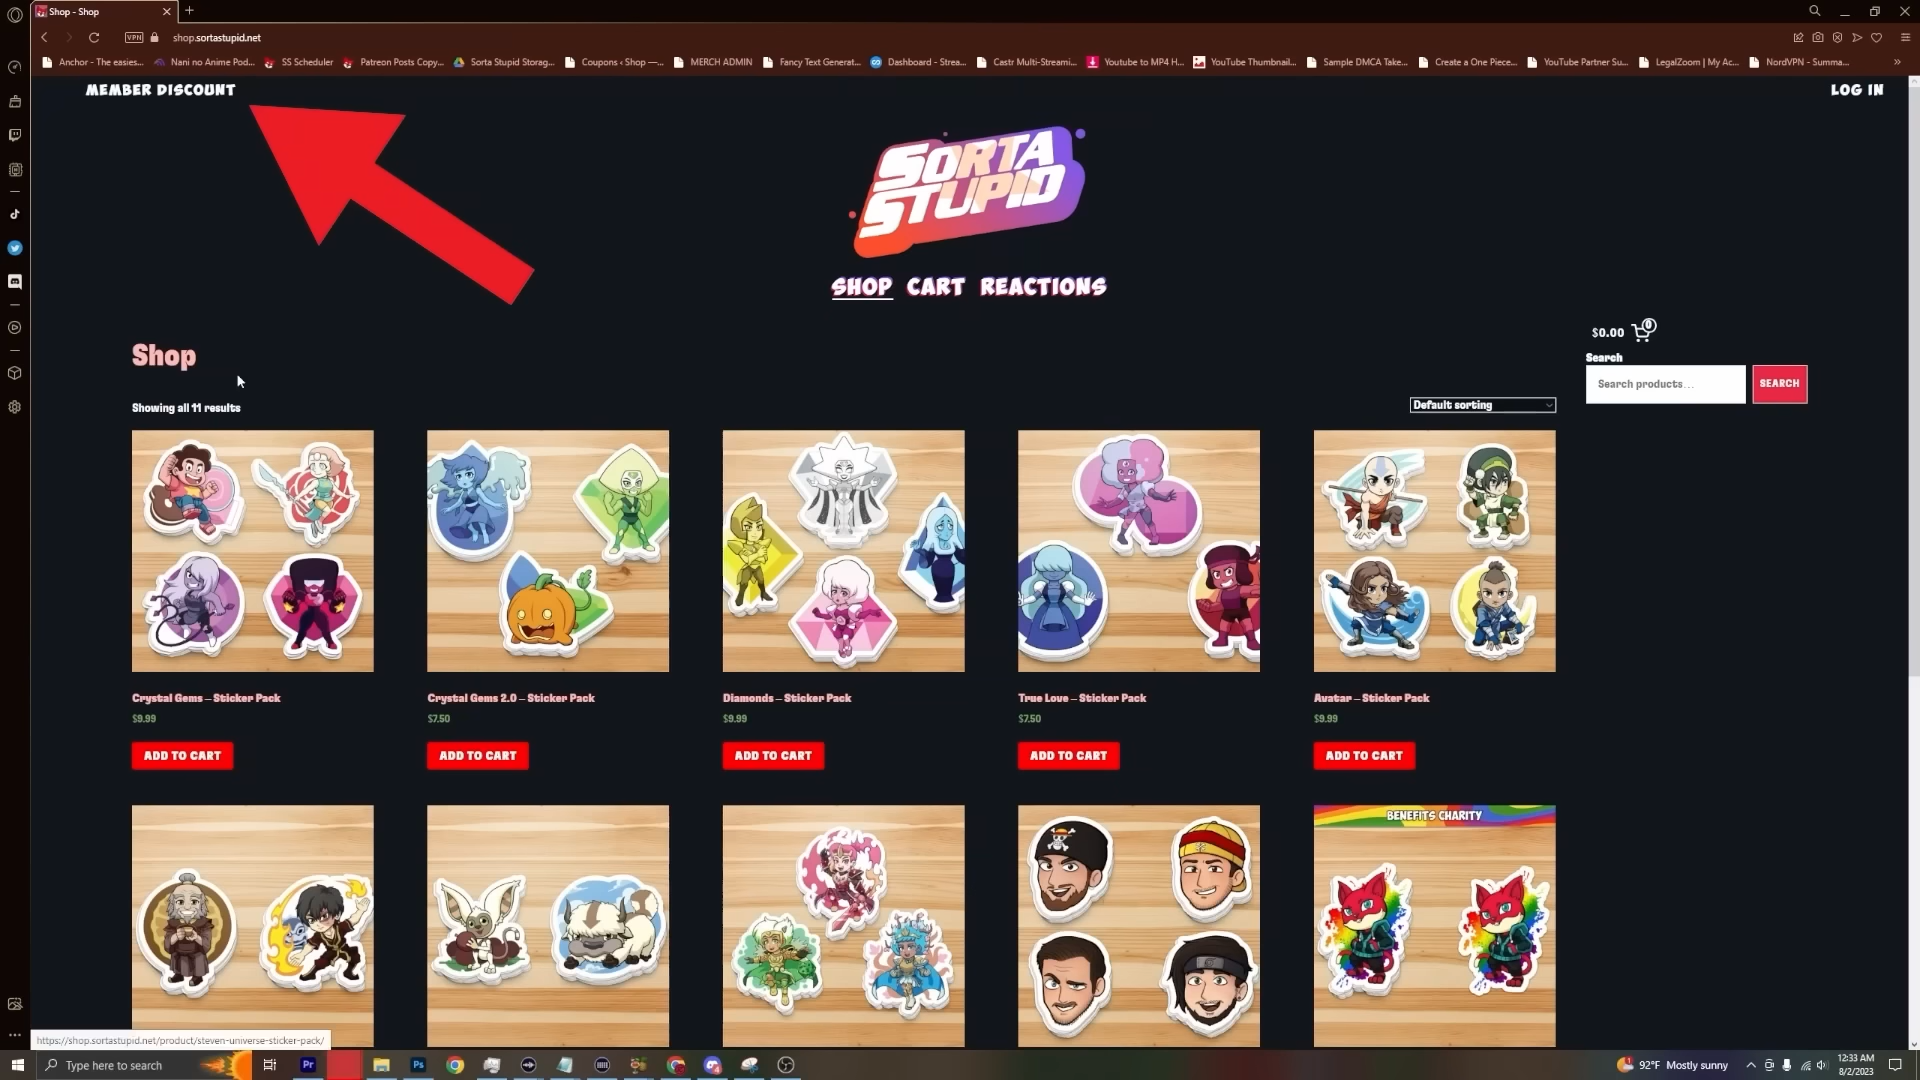 Shop - Shop
VPN
shop.sortastupid.net
Anchor - The easies...
Nani no Anime Pod...
SS Scheduler
Patreon Posts Copy...
Sorta Stupid Storag...
Coupons ‹ Shop —...
MERCH ADMIN
Fancy Text Generat...
Dashboard - Strea...
Castr Multi-Streami...
Youtube to MP4 H...
YouTube Thumbnail...
Sample DMCA Take...
Create a One Piece...
YouTube Partner Su...
LegalZoom | My Ac...
NordVPN - Summa...
MEMBER DISCOUNT
LOG IN
SORTA
STUPID
SHOP CART REACTIONS
$0.00 0
Shop
Search
Search products...
SEARCH
Showing all 11 results
Default sorting
Crystal Gems – Sticker Pack
$9.99
ADD TO CART
Crystal Gems 2.0 – Sticker Pack
$7.50
ADD TO CART
Diamonds – Sticker Pack
$9.99
ADD TO CART
True Love – Sticker Pack
$7.50
ADD TO CART
Avatar – Sticker Pack
$9.99
ADD TO CART
BENEFITS CHARITY
https://shop.sortastupid.net/product/steven-universe-sticker-pack/
Type here to search
Pr
Ps
92°F Mostly sunny
12:33 AM
8/2/2023